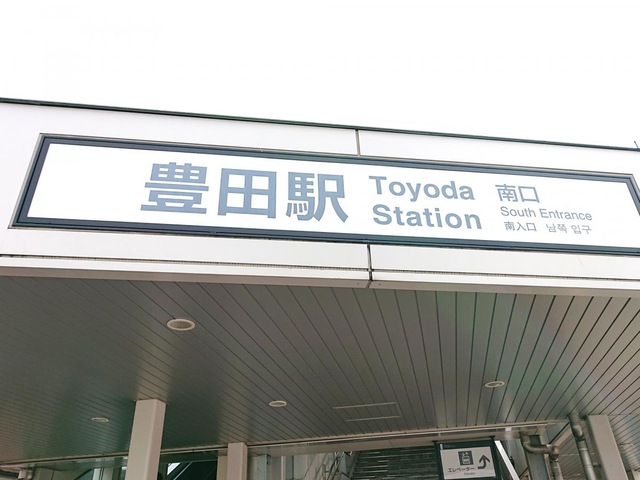 豊田駅
Toyoda
Station
南口
South Entrance
南入口 남쪽 입구
エレベーター